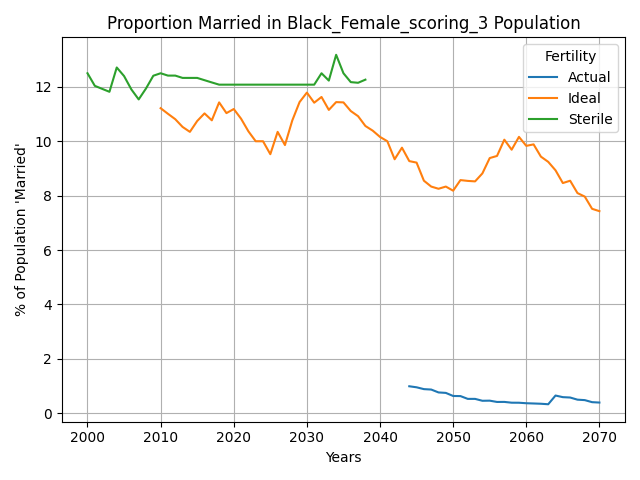 Proportion Married in Black_Female_scoring_3 Population
% of Population 'Married'
12
10
8
6
4
2
0
Fertility
Actual
Ideal
Sterile
2000 2010 2020 2030 2040 2050 2060 2070
Years